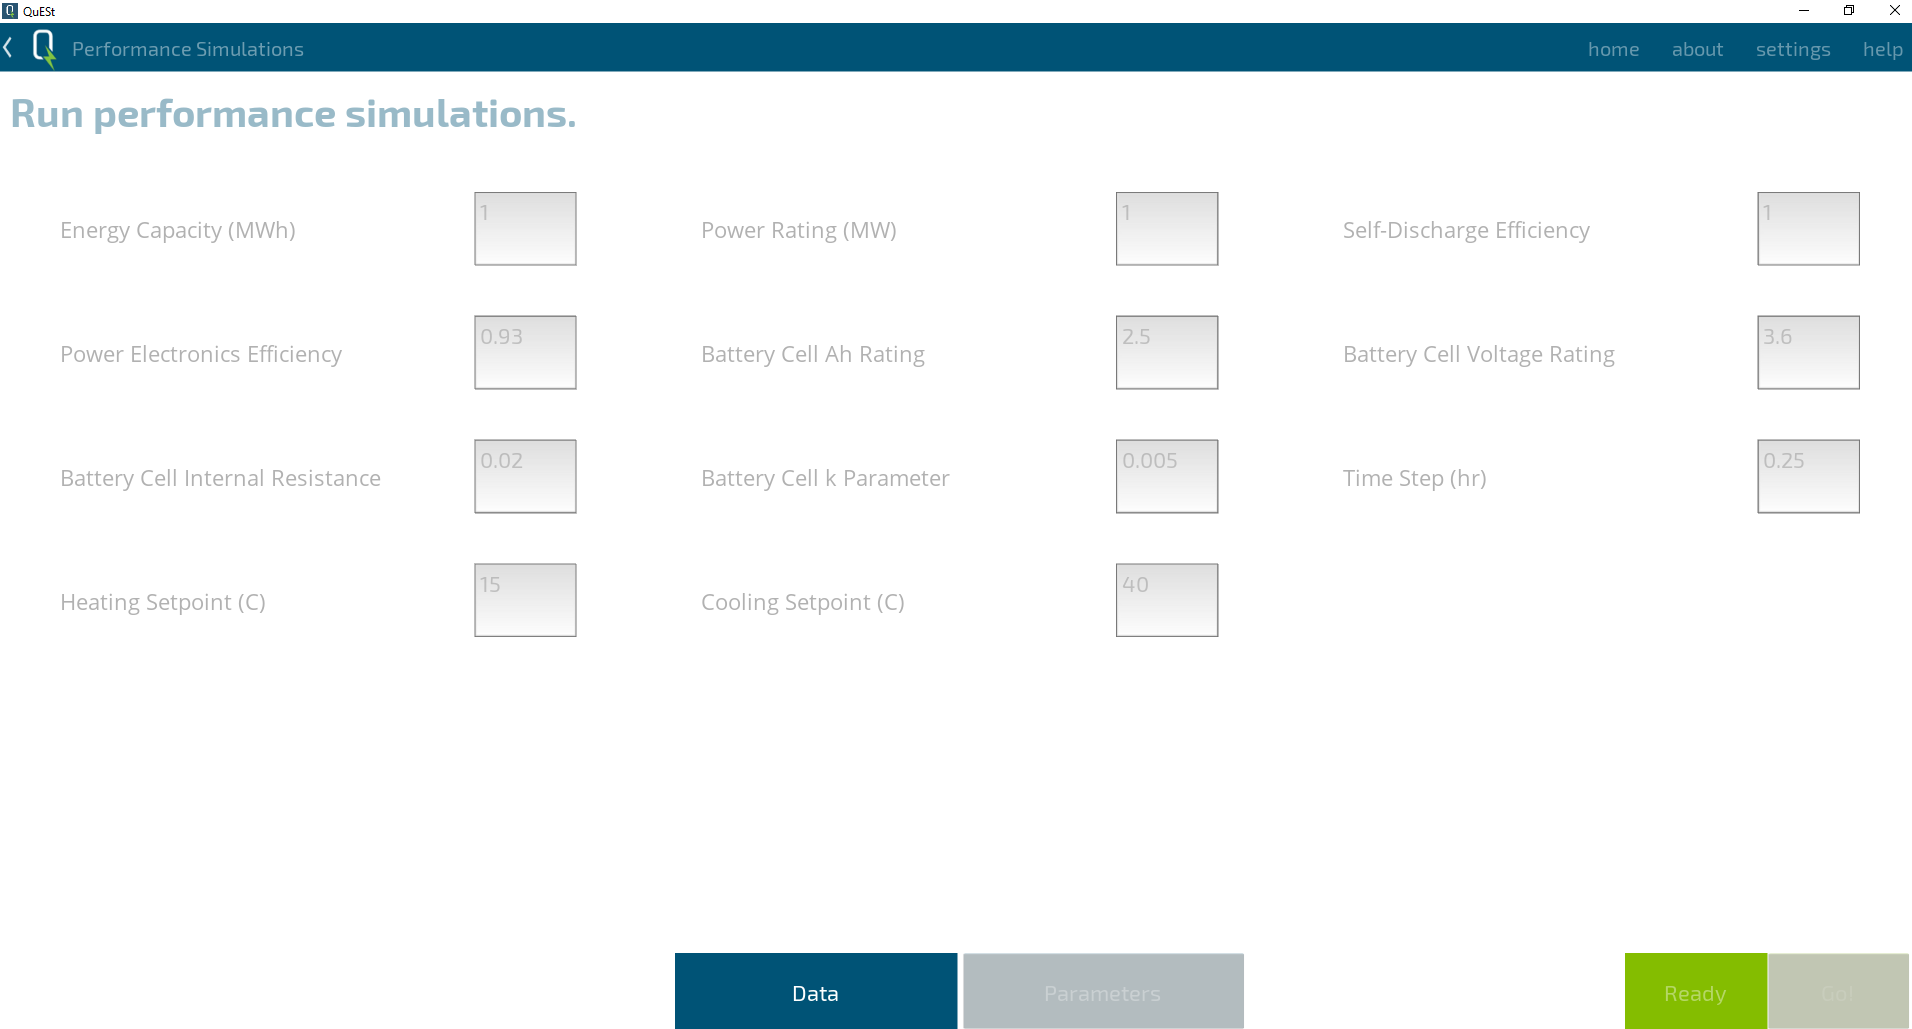 QuESt
Performance Simulations home about settings help
Run performance simulations.
Energy Capacity (MWh) 1 Power Rating (MW) 1 Self-Discharge Efficiency 1
Power Electronics Efficiency 0.93 Battery Cell Ah Rating 2.5 Battery Cell Voltage Rating 3.6
Battery Cell Internal Resistance 0.02 Battery Cell k Parameter 0.005 Time Step (hr) 0.25
Heating Setpoint (C) 15 Cooling Setpoint (C) 40
Data Parameters Ready Go!